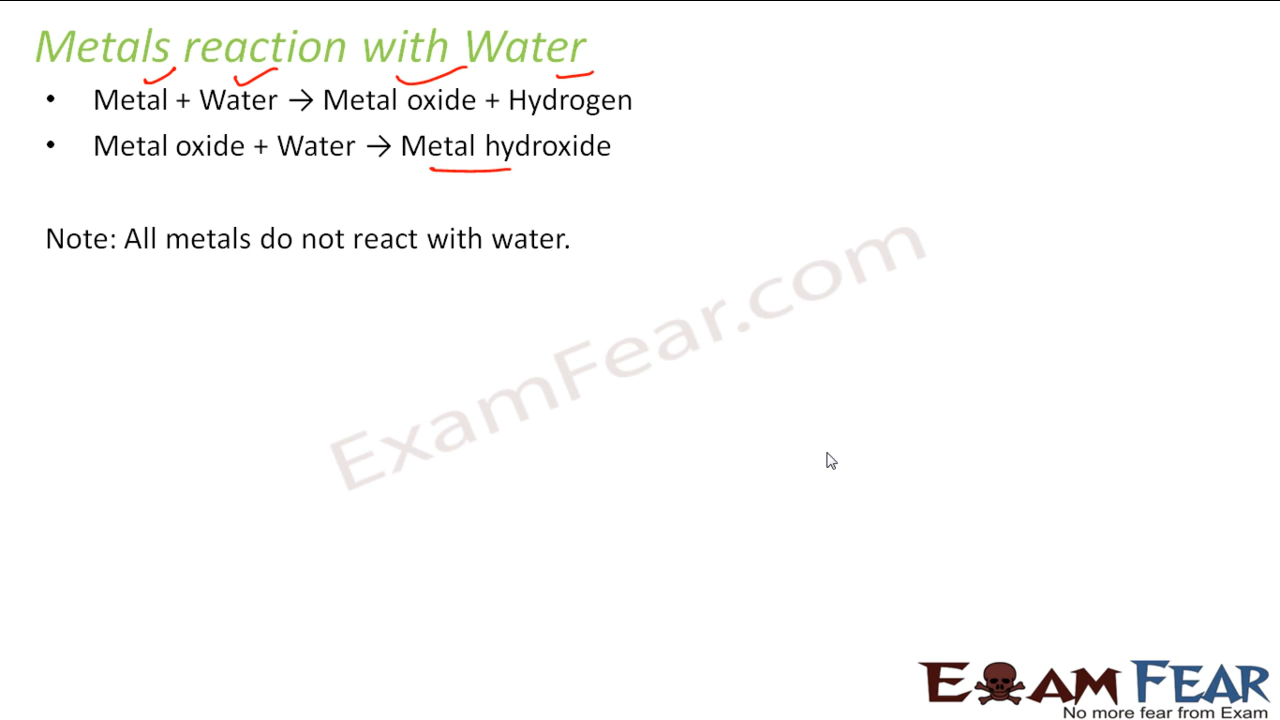 Metals reaction with Water
• Metal + Water → Metal oxide + Hydrogen
• Metal oxide + Water → Metal hydroxide
Note: All metals do not react with water.
ExamFear.com
EXAM FEAR
No more fear from Exam